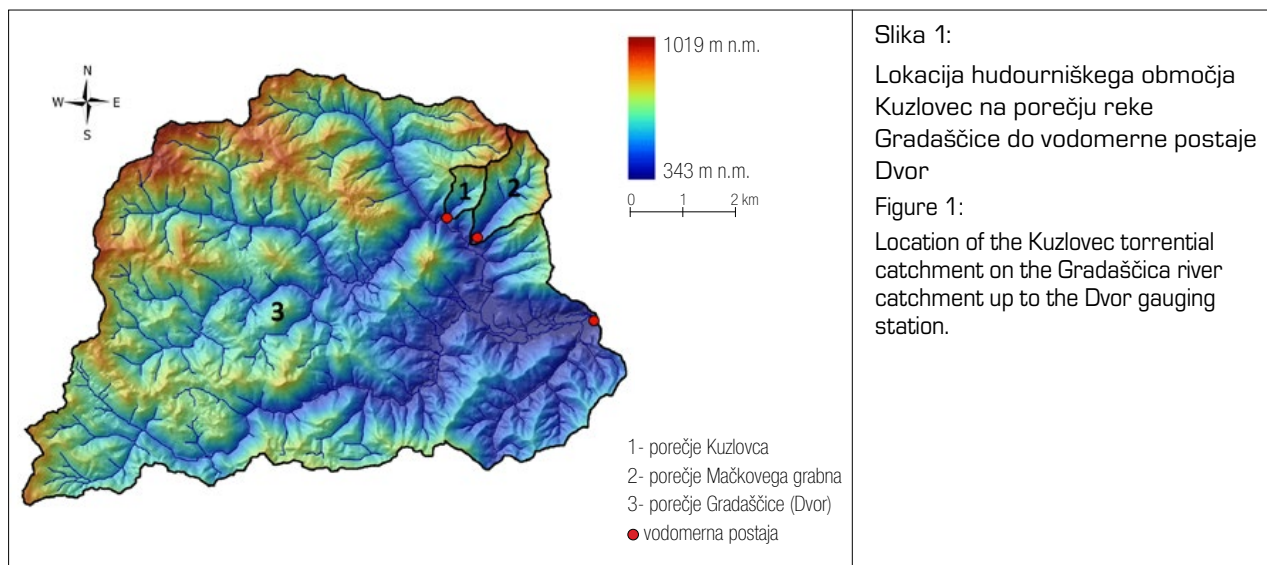 N
W
E
S
1019 m n.m.
343 m n.m.
0 1 2 km
1
2
3
1- porečje Kuzlovca
2- porečje Mačkovega grabna
3- porečje Gradaščice (Dvor)
vodomerna postaja
Slika 1:
Lokacija hudourniškega območja
Kuzlovec na porečju reke
Gradaščice do vodomerne postaje
Dvor
Figure 1:
Location of the Kuzlovec torrential
catchment on the Gradaščica river
catchment up to the Dvor gauging
station.